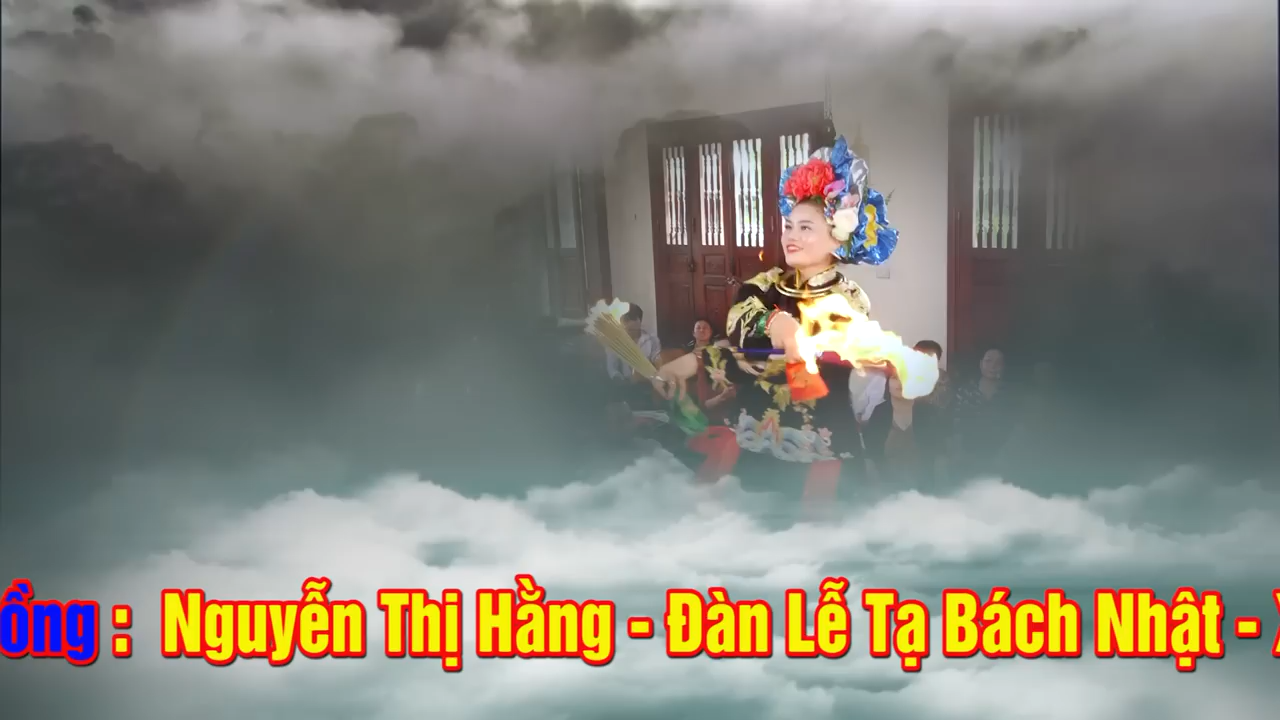 ồng : Nguyễn Thị Hằng - Đàn Lễ Tạ Bách Nhật -